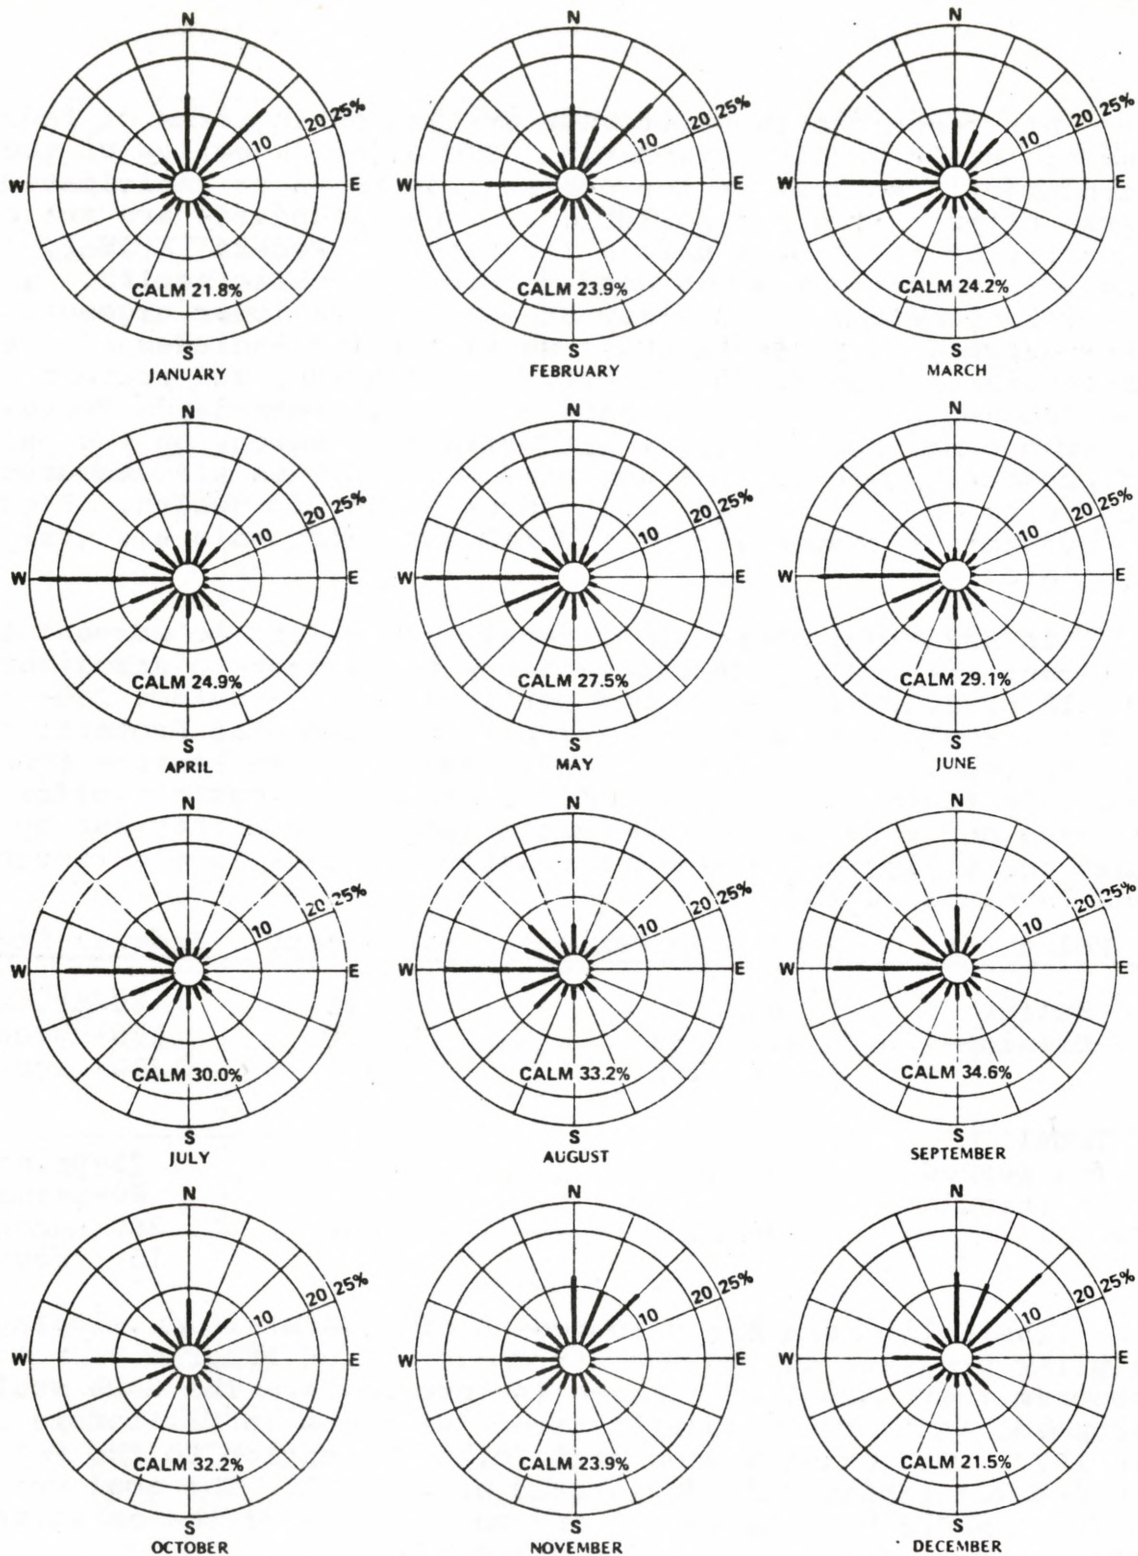 N
25%
20
10
W
E
CALM 21.8%
S
JANUARY
N
25%
20
10
W
E
CALM 23.9%
S
FEBRUARY
N
25%
20
10
W
E
CALM 24.2%
S
MARCH
N
25%
20
10
W
E
CALM 24.9%
S
APRIL
N
25%
20
10
W
E
CALM 27.5%
S
MAY
N
25%
20
10
W
E
CALM 29.1%
S
JUNE
N
25%
20
10
W
E
CALM 30.0%
S
JULY
N
25%
20
10
W
E
CALM 33.2%
S
AUGUST
N
25%
20
10
W
E
CALM 34.6%
S
SEPTEMBER
N
25%
20
10
W
E
CALM 32.2%
S
OCTOBER
N
25%
20
10
W
E
CALM 23.9%
S
NOVEMBER
N
25%
20
10
W
E
CALM 21.5%
S
DECEMBER